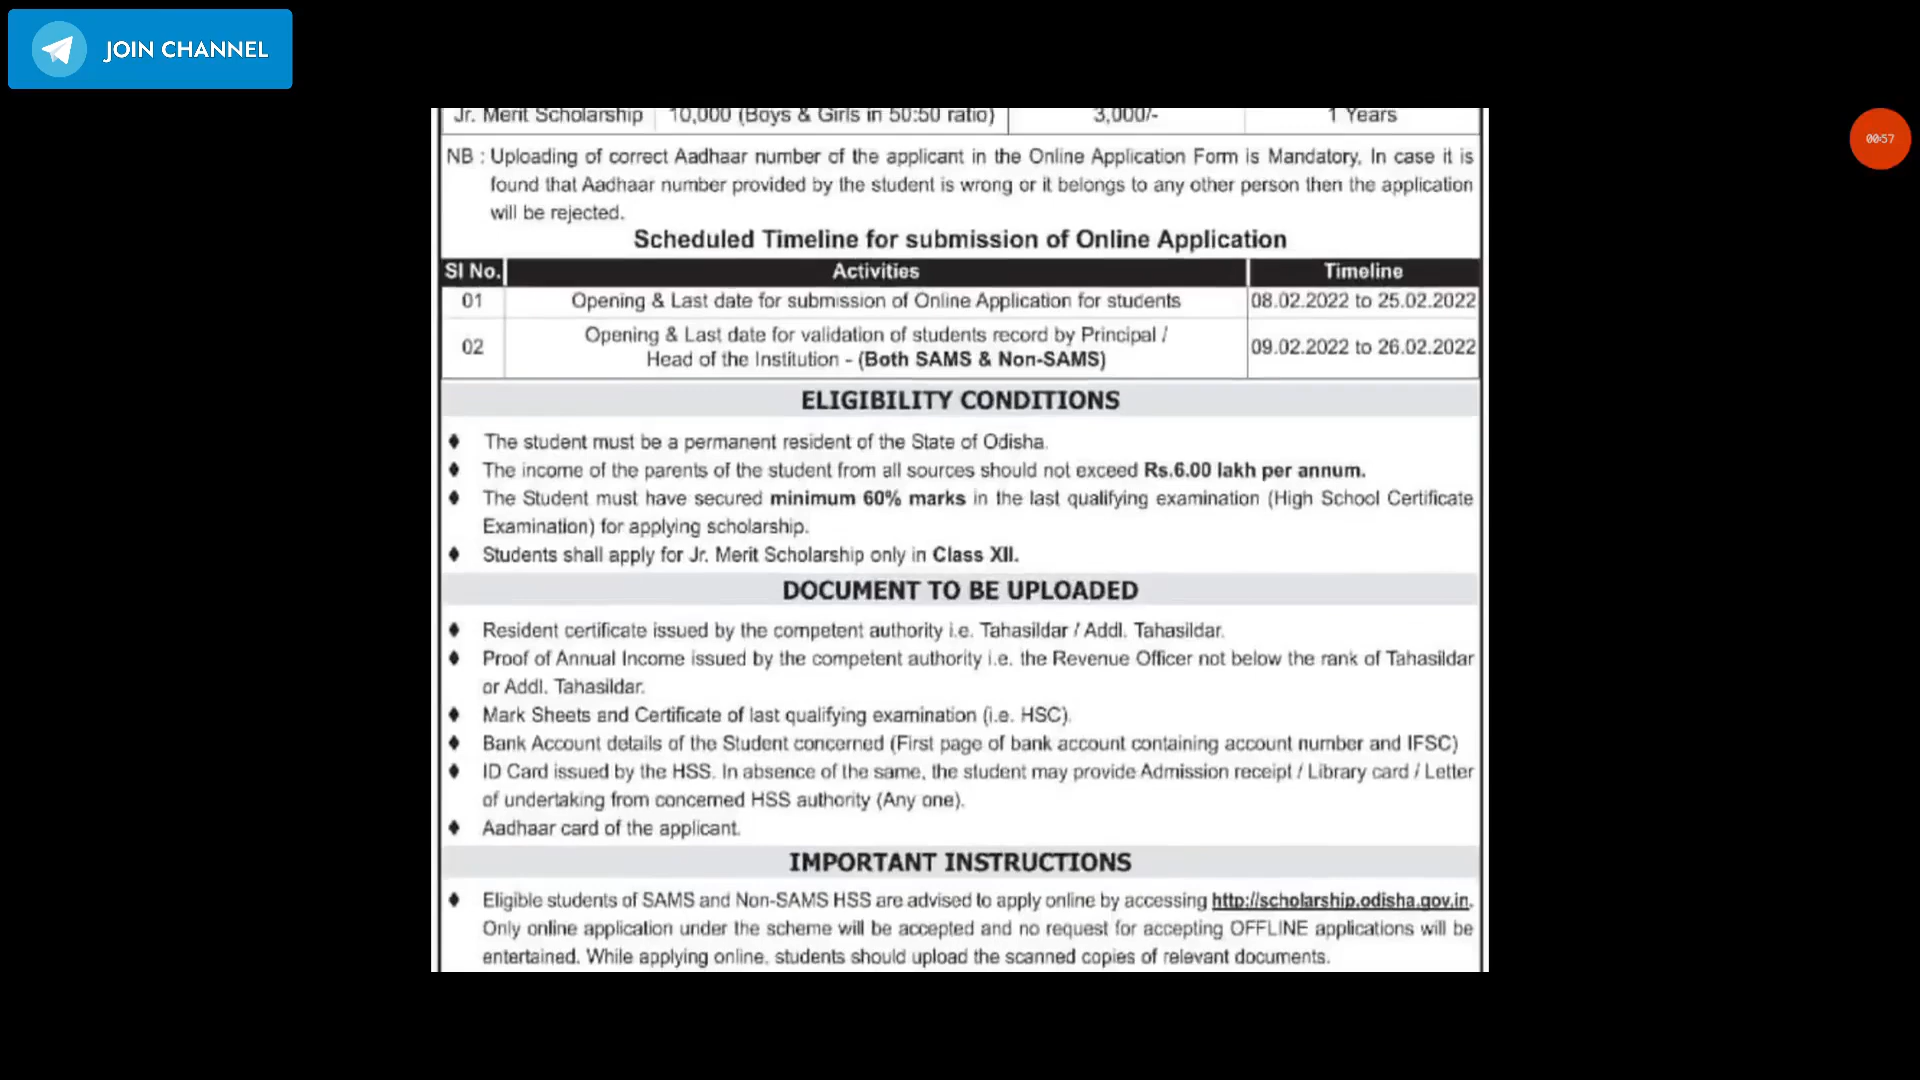 JOIN CHANNEL
Jr. Merit Scholarship 10,000 (Boys & Girls in 50:50 ratio) 3,000/- 1 Years
00:57
NB : Uploading of correct Aadhaar number of the applicant in the Online Application Form is Mandatory. In case it is
found that Aadhaar number provided by the student is wrong or it belongs to any other person then the application
will be rejected.
Scheduled Timeline for submission of Online Application
Sl No. Activities Timeline
01 Opening & Last date for submission of Online Application for students 08.02.2022 to 25.02.2022
Opening & Last date for validation of students record by Principal /
02 Head of the Institution - (Both SAMS & Non-SAMS) 09.02.2022 to 26.02.2022
ELIGIBILITY CONDITIONS
♦ The student must be a permanent resident of the State of Odisha.
♦ The income of the parents of the student from all sources should not exceed Rs.6.00 lakh per annum.
♦ The Student must have secured minimum 60% marks in the last qualifying examination (High School Certificate
Examination) for applying scholarship.
♦ Students shall apply for Jr. Merit Scholarship only in Class XII.
DOCUMENT TO BE UPLOADED
♦ Resident certificate issued by the competent authority i.e. Tahasildar / Addl. Tahasildar.
♦ Proof of Annual Income issued by the competent authority i.e. the Revenue Officer not below the rank of Tahasildar
or Addl. Tahasildar.
♦ Mark Sheets and Certificate of last qualifying examination (i.e. HSC).
♦ Bank Account details of the Student concerned (First page of bank account containing account number and IFSC)
♦ ID Card issued by the HSS. In absence of the same, the student may provide Admission receipt / Library card / Letter
of undertaking from concerned HSS authority (Any one).
♦ Aadhaar card of the applicant.
IMPORTANT INSTRUCTIONS
♦ Eligible students of SAMS and Non-SAMS HSS are advised to apply online by accessing http://scholarship.odisha.gov.in.
Only online application under the scheme will be accepted and no request for accepting OFFLINE applications will be
entertained. While applying online, students should upload the scanned copies of relevant documents.